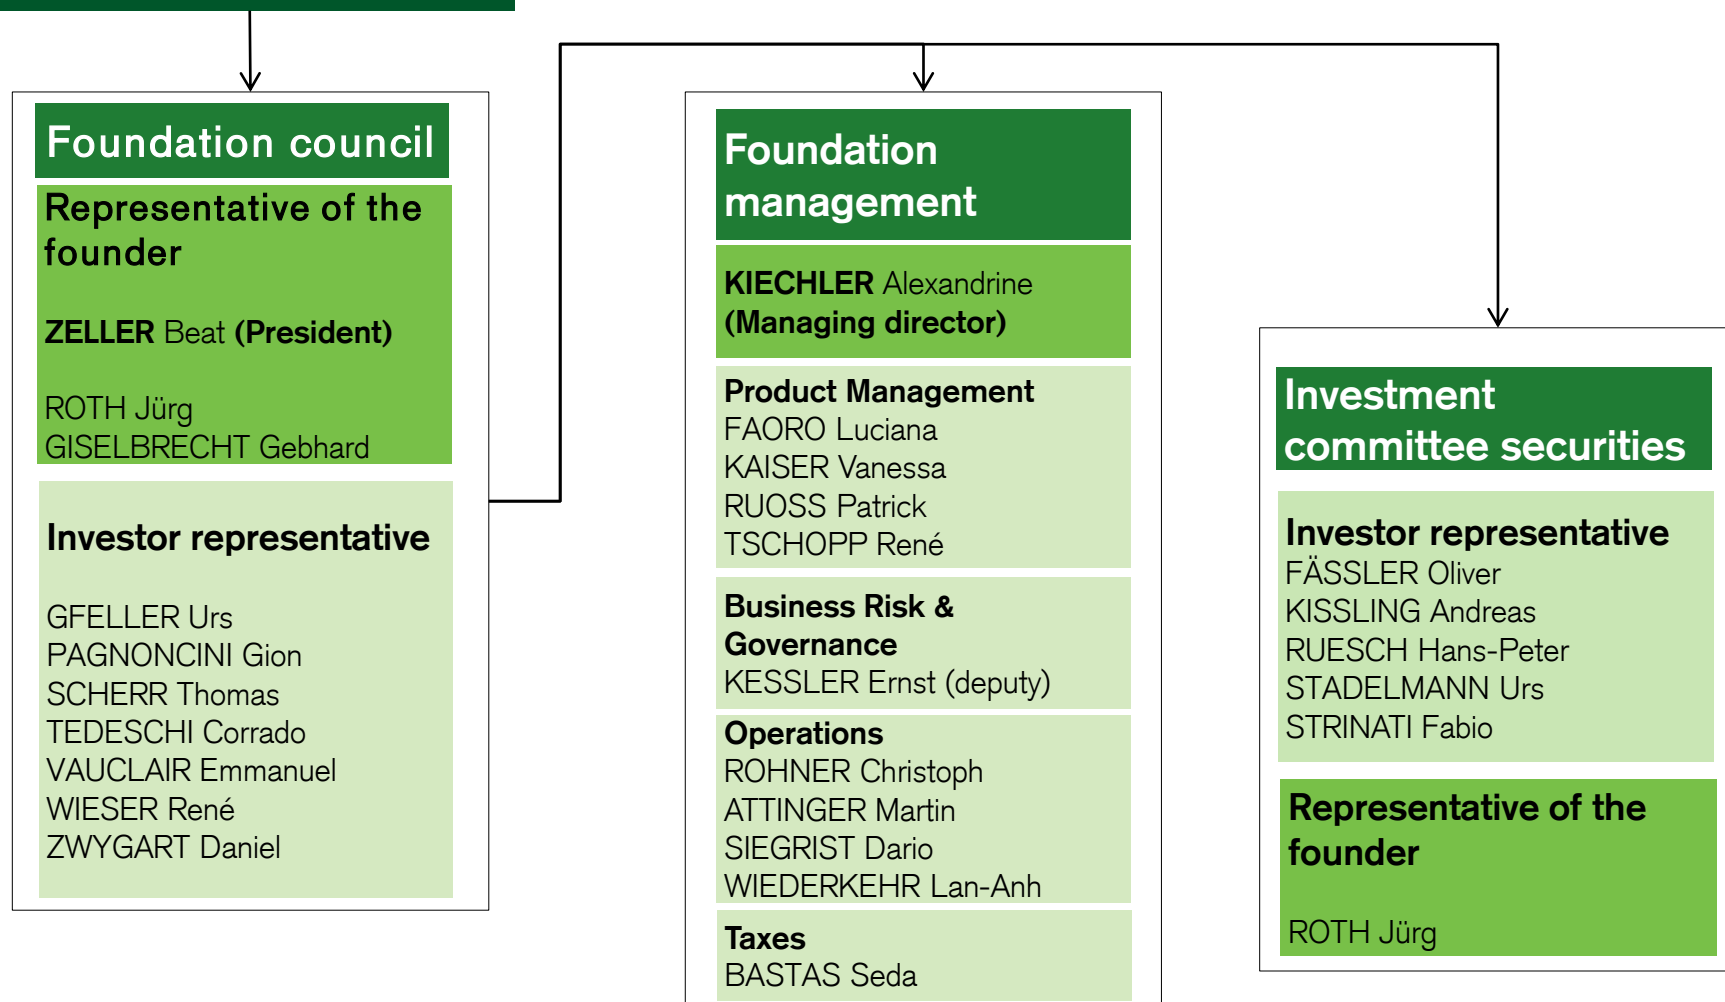 Foundation council
Representative of the
founder
ZELLER Beat (President)
ROTH Jürg
GISELBRECHT Gebhard
Investor representative
GFELLER Urs
PAGNONCINI Gion
SCHERR Thomas
TEDESCHI Corrado
VAUCLAIR Emmanuel
WIESER René
ZWYGART Daniel
Foundation
management
KIECHLER Alexandrine
(Managing director)
Product Management
FAORO Luciana
KAISER Vanessa
RUOSS Patrick
TSCHOPP René
Business Risk &
Governance
KESSLER Ernst (deputy)
Operations
ROHNER Christoph
ATTINGER Martin
SIEGRIST Dario
WIEDERKEHR Lan-Anh
Taxes
BASTAS Seda
Investment
committee securities
Investor representative
FÄSSLER Oliver
KISSLING Andreas
RUESCH Hans-Peter
STADELMANN Urs
STRINATI Fabio
Representative of the
founder
ROTH Jürg